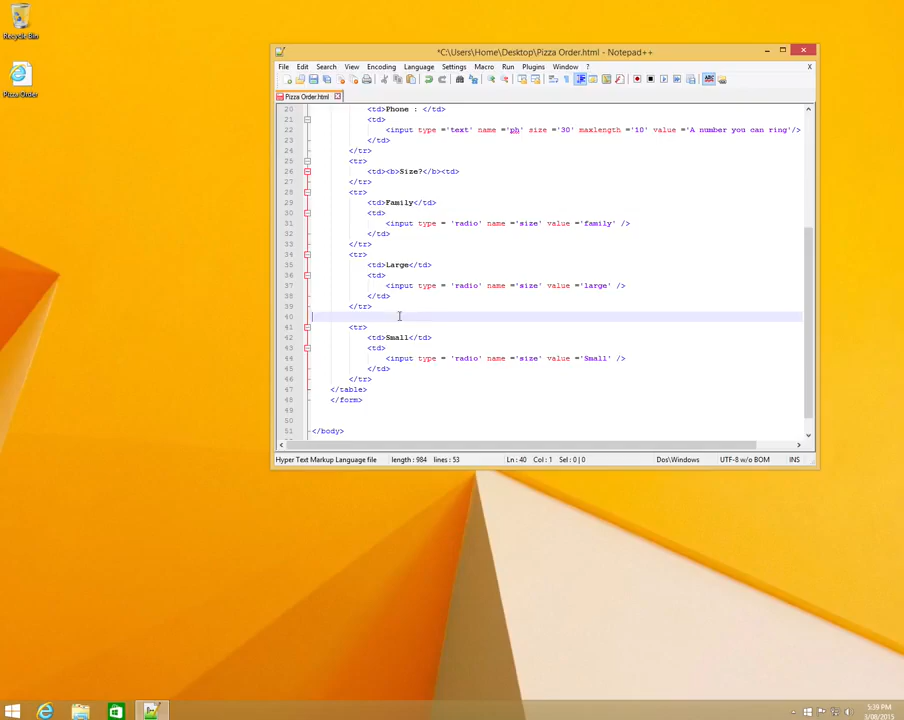 Recycle Bin
Pizza Order
*C:\Users\Home\Desktop\Pizza Order.html - Notepad++
File Edit Search View Encoding Language Settings Macro Run Plugins Window ? X
Pizza Order.html
20 <td>Phone : </td>
21 <td>
22 <input type ='text' name ='ph' size ='30' maxlength ='10' value ='A number you can ring'/>
23 </td>
24 </tr>
25 <tr>
26 <td><b>Size?</b><td>
27 </tr>
28 <tr>
29 <td>Family</td>
30 <td>
31 <input type = 'radio' name ='size' value ='family' />
32 </td>
33 </tr>
34 <tr>
35 <td>Large</td>
36 <td>
37 <input type = 'radio' name ='size' value ='large' />
38 </td>
39 </tr>
40
41 <tr>
42 <td>Small</td>
43 <td>
44 <input type = 'radio' name ='size' value ='Small' />
45 </td>
46 </tr>
47 </table>
48 </form>
49
50
51 </body>
Hyper Text Markup Language file length : 984 lines : 53 Ln : 40 Col : 1 Sel : 0 | 0 Dos\Windows UTF-8 w/o BOM INS
5:39 PM
3/08/2015